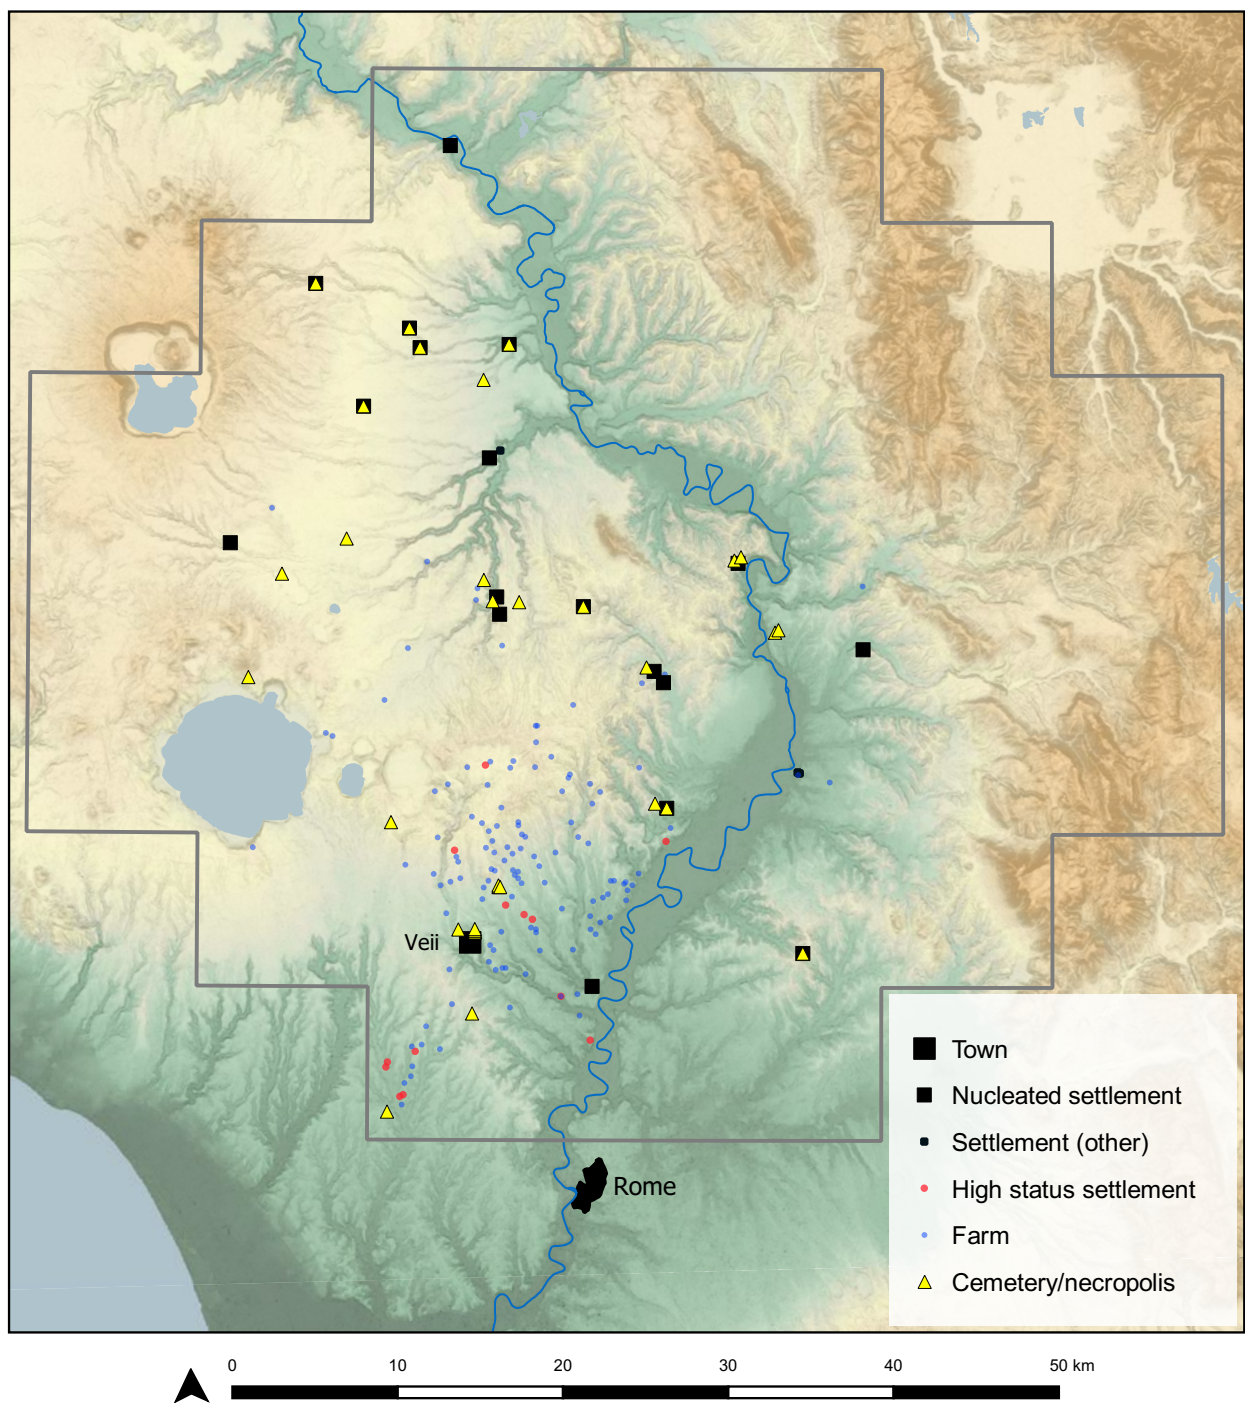 Veii
Rome
Town
Nucleated settlement
Settlement (other)
High status settlement
Farm
Cemetery/necropolis
0 10 20 30 40 50 km